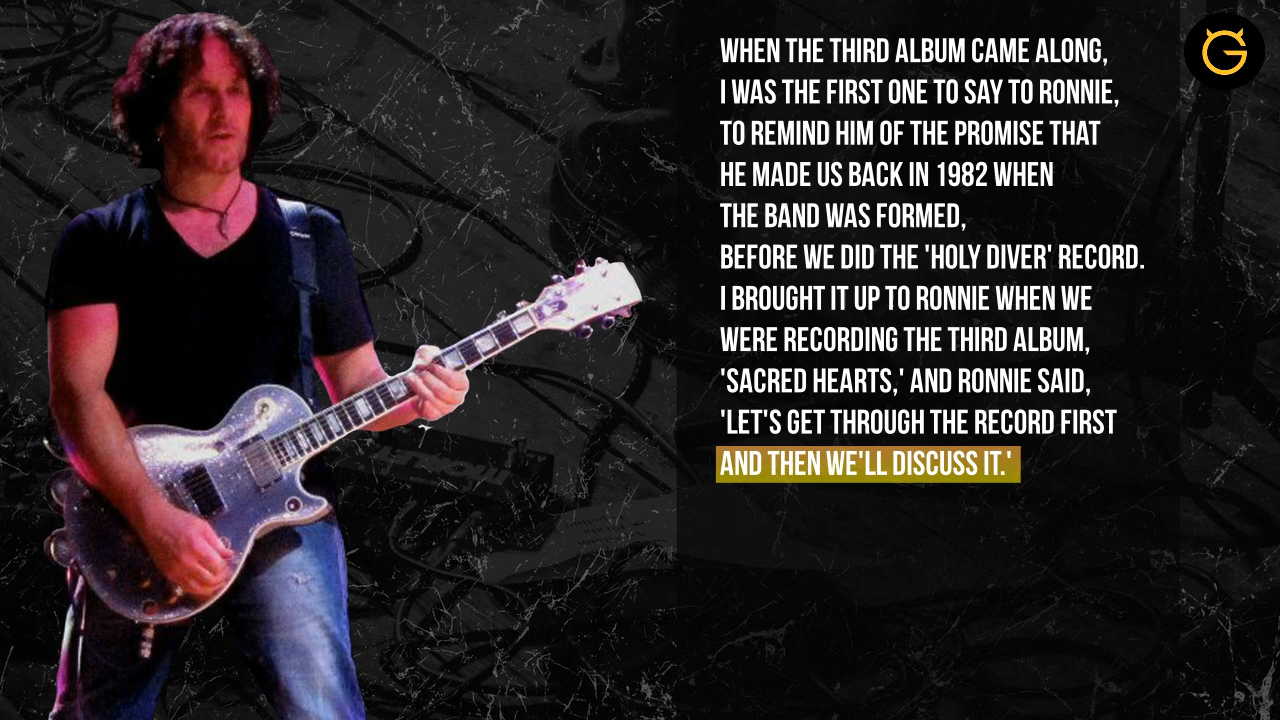 WHEN THE THIRD ALBUM CAME ALONG,
I WAS THE FIRST ONE TO SAY TO RONNIE,
TO REMIND HIM OF THE PROMISE THAT
HE MADE US BACK IN 1982 WHEN
THE BAND WAS FORMED,
BEFORE WE DID THE 'HOLY DIVER' RECORD.
I BROUGHT IT UP TO RONNIE WHEN WE
WERE RECORDING THE THIRD ALBUM,
'SACRED HEARTS,' AND RONNIE SAID,
'LET'S GET THROUGH THE RECORD FIRST
AND THEN WE'LL DISCUSS IT.'